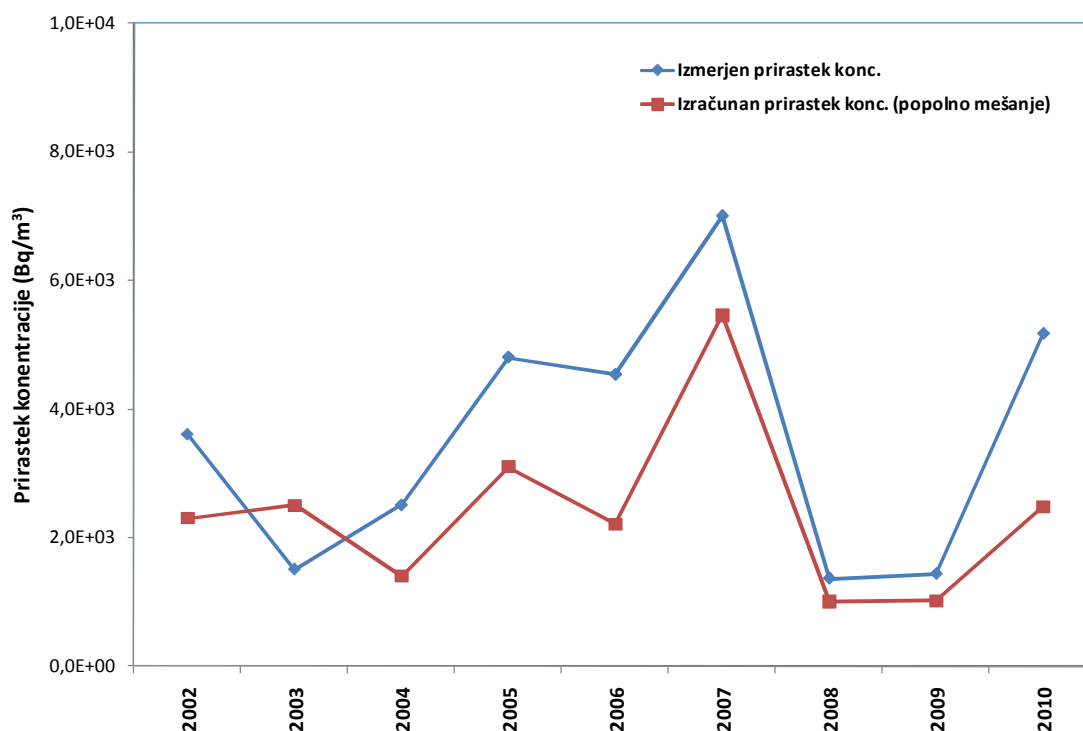 1,0E+04
8,0E+03
6,0E+03
4,0E+03
2,0E+03
0,0E+00
Prirastek konentracije (Bq/m³)
Izmerjen prirastek konc.
Izračunan prirastek konc. (popolno mešanje)
2002
2003
2004
2005
2006
2007
2008
2009
2010